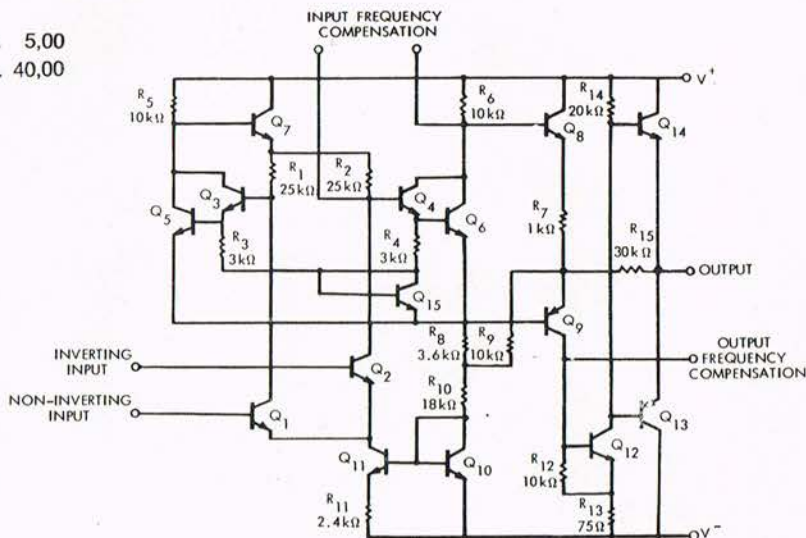 5,00
40,00
INPUT FREQUENCY
COMPENSATION
V+
R5
10kΩ
Q7
R6
10kΩ
Q8
R14
20kΩ
Q14
R1
25kΩ
R2
25kΩ
Q3
Q5
Q4
Q6
R3
3kΩ
R4
3kΩ
R7
1kΩ
R15
30kΩ
OUTPUT
Q15
Q9
R8
3.6kΩ
R9
10kΩ
OUTPUT
FREQUENCY
COMPENSATION
INVERTING
INPUT
Q2
R10
18kΩ
NON-INVERTING
INPUT
Q1
Q13
Q11
Q10
R12
10kΩ
Q12
R11
2.4kΩ
R13
75Ω
V-